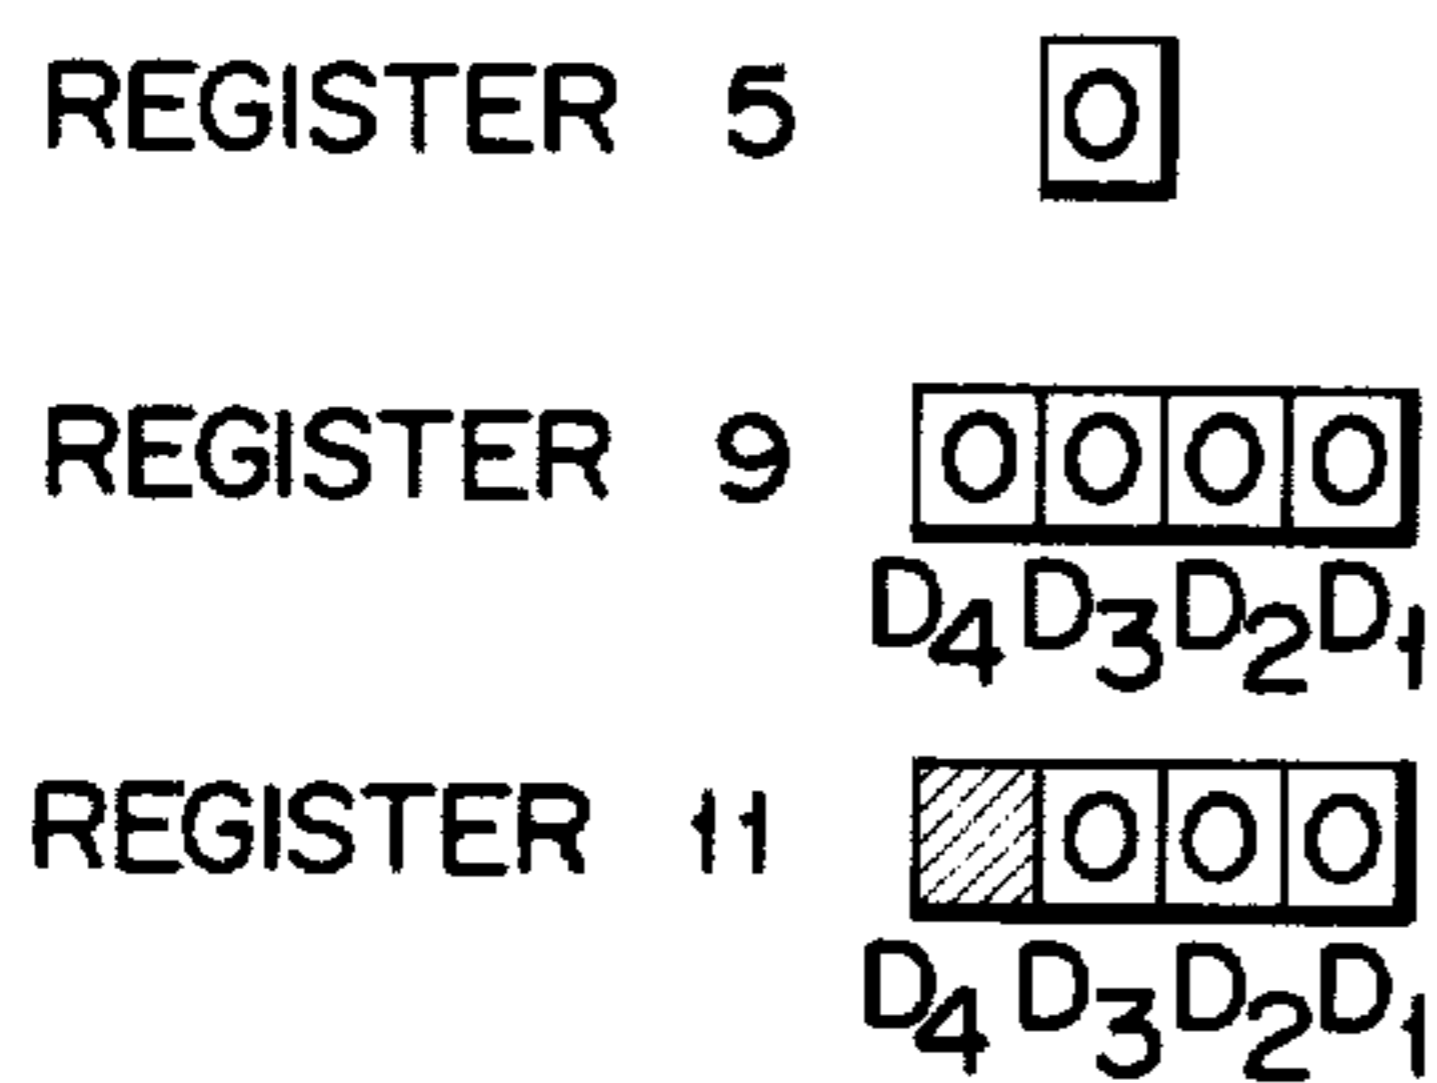 REGISTER 5 0
REGISTER 9 0 0 0 0
D4 D3 D2 D1
REGISTER 11 0 0 0
D4 D3 D2 D1